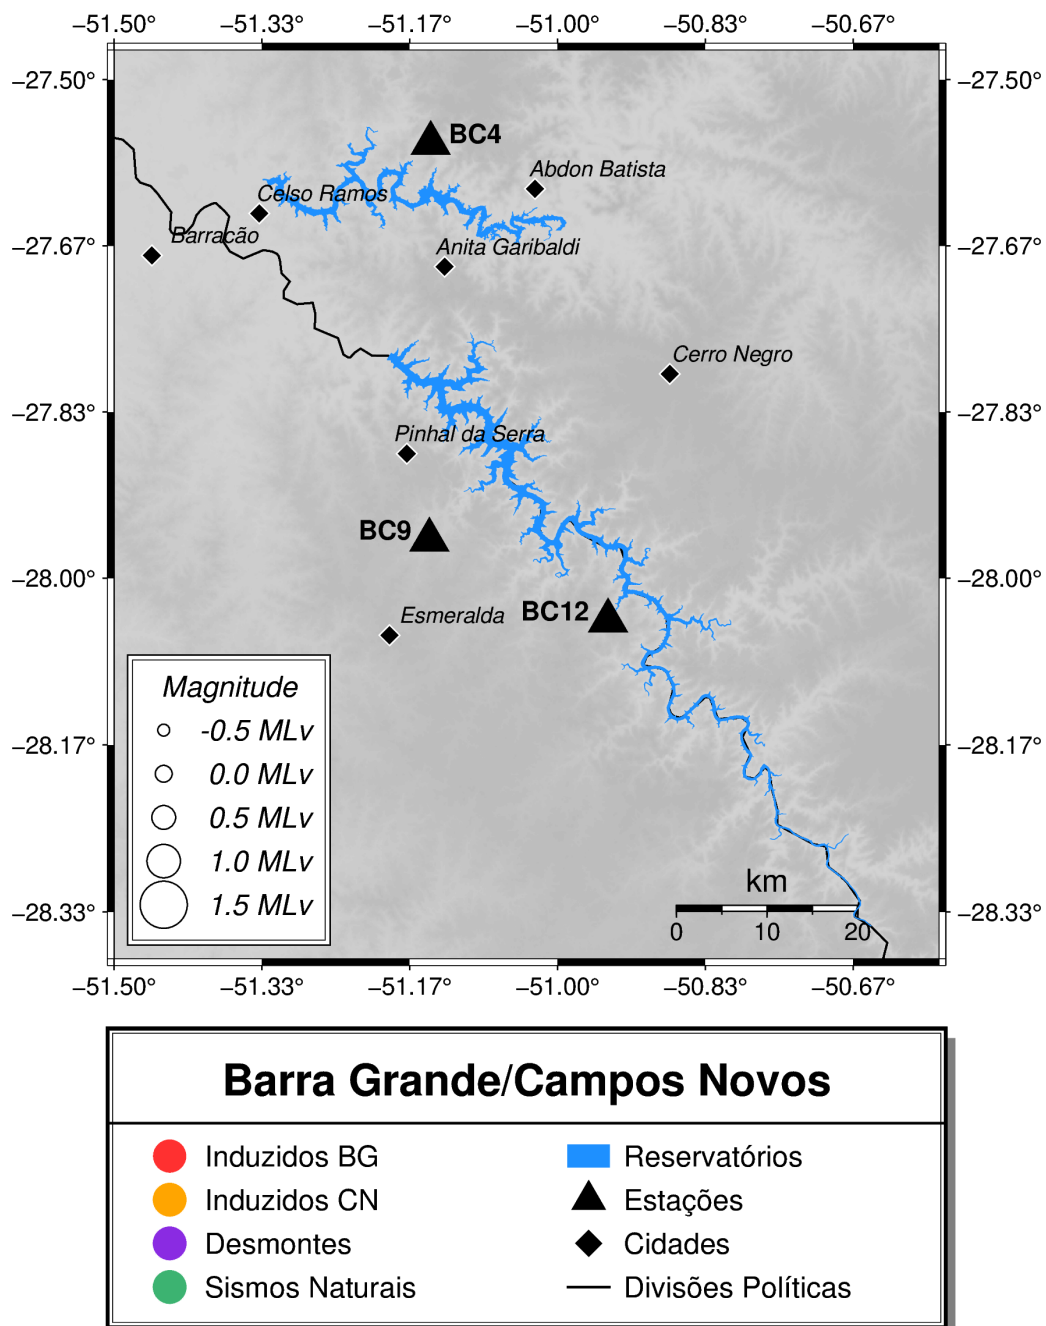 −51.50° −51.33° −51.17° −51.00° −50.83° −50.67°
−27.50° −27.50°
BC4
Abdon Batista
Celso Ramos
Barracão
−27.67° −27.67°
Anita Garibaldi
Cerro Negro
−27.83° −27.83°
Pinhal da Serra
BC9
−28.00° −28.00°
Esmeralda
BC12
Magnitude
-0.5 MLv
0.0 MLv
0.5 MLv
1.0 MLv
1.5 MLv
−28.17° −28.17°
km
0 10 20
−28.33° −28.33°
−51.50° −51.33° −51.17° −51.00° −50.83° −50.67°
Barra Grande/Campos Novos
Induzidos BG
Induzidos CN
Desmontes
Sismos Naturais
Reservatórios
Estações
Cidades
Divisões Políticas